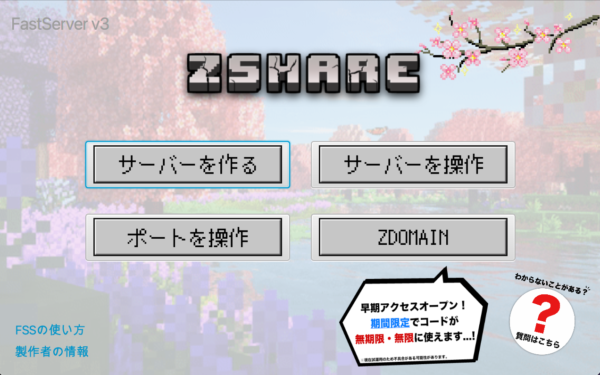 FastServer v3
ZSHARE
サーバーを作る
サーバーを操作
ポートを操作
ZDOMAIN
早期アクセスオープン!
期間限定でコードが
無期限・無限に使えます...!
わからないことがある?
?
質問はこちら
FSSの使い方
製作者の情報